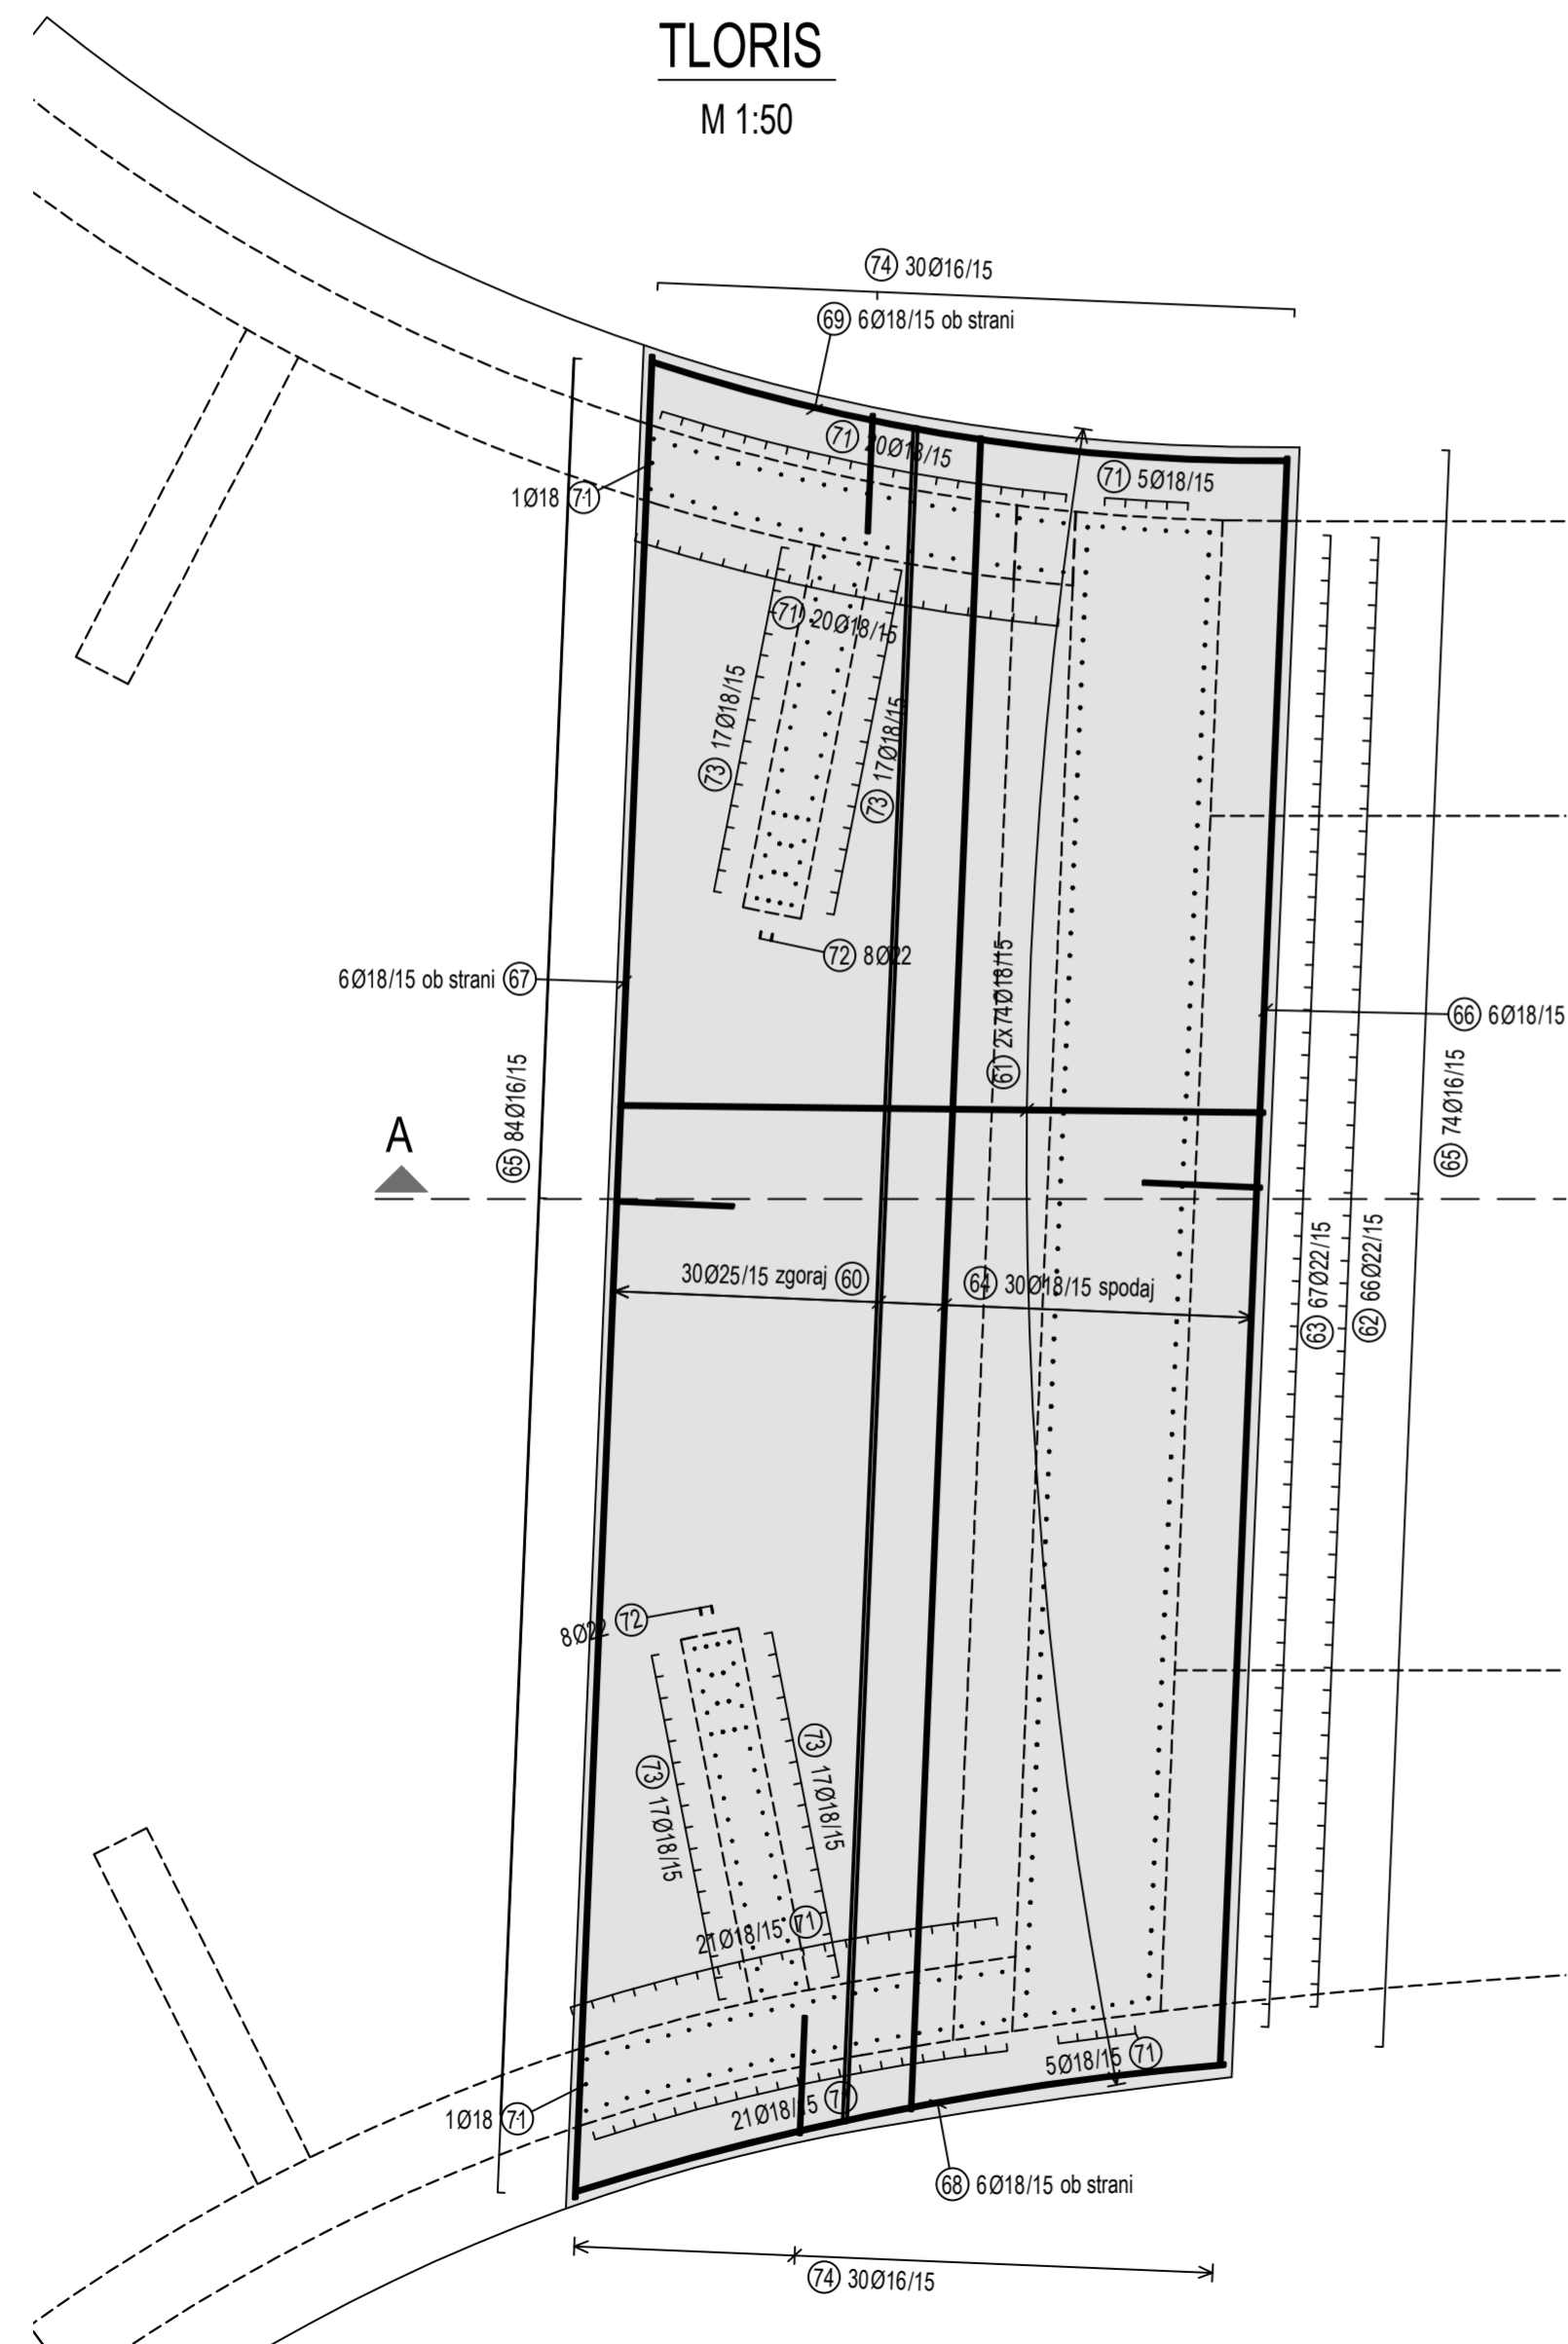 TLORIS
M 1:50
74 30Ø16/15
69 6Ø18/15 ob strani
71 20Ø18/15
71 5Ø18/15
1Ø18 71
71 20Ø18/15
73 17Ø18/15
73 17Ø18/15
72 8Ø22
61 2x74Ø18/15
6Ø18/15 ob strani 67
66 6Ø18/15
65 84Ø16/15
65 74Ø16/15
A
63 67Ø22/15
62 66Ø22/15
30Ø25/15 zgoraj 60
64 30Ø18/15 spodaj
8Ø22 72
73 17Ø18/15
73 17Ø18/15
21Ø18/15 71
5Ø18/15 71
21Ø18/15 71
1Ø18 71
68 6Ø18/15 ob strani
74 30Ø16/15